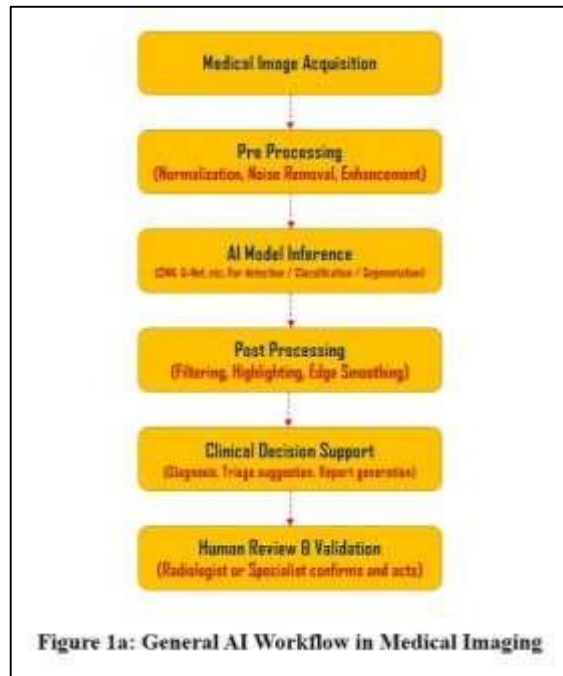 Medical Image Acquisition
Pre Processing
(Normalization, Noise Removal, Enhancement)
AI Model Inference
(CNN, U-Net, etc. For detection / Classification / Segmentation)
Post Processing
(Filtering, Highlighting, Edge Smoothing)
Clinical Decision Support
(Diagnosis, Triage suggestion, Report generation)
Human Review & Validation
(Radiologist or Specialist confirms and acts)
Figure 1a: General AI Workflow in Medical Imaging